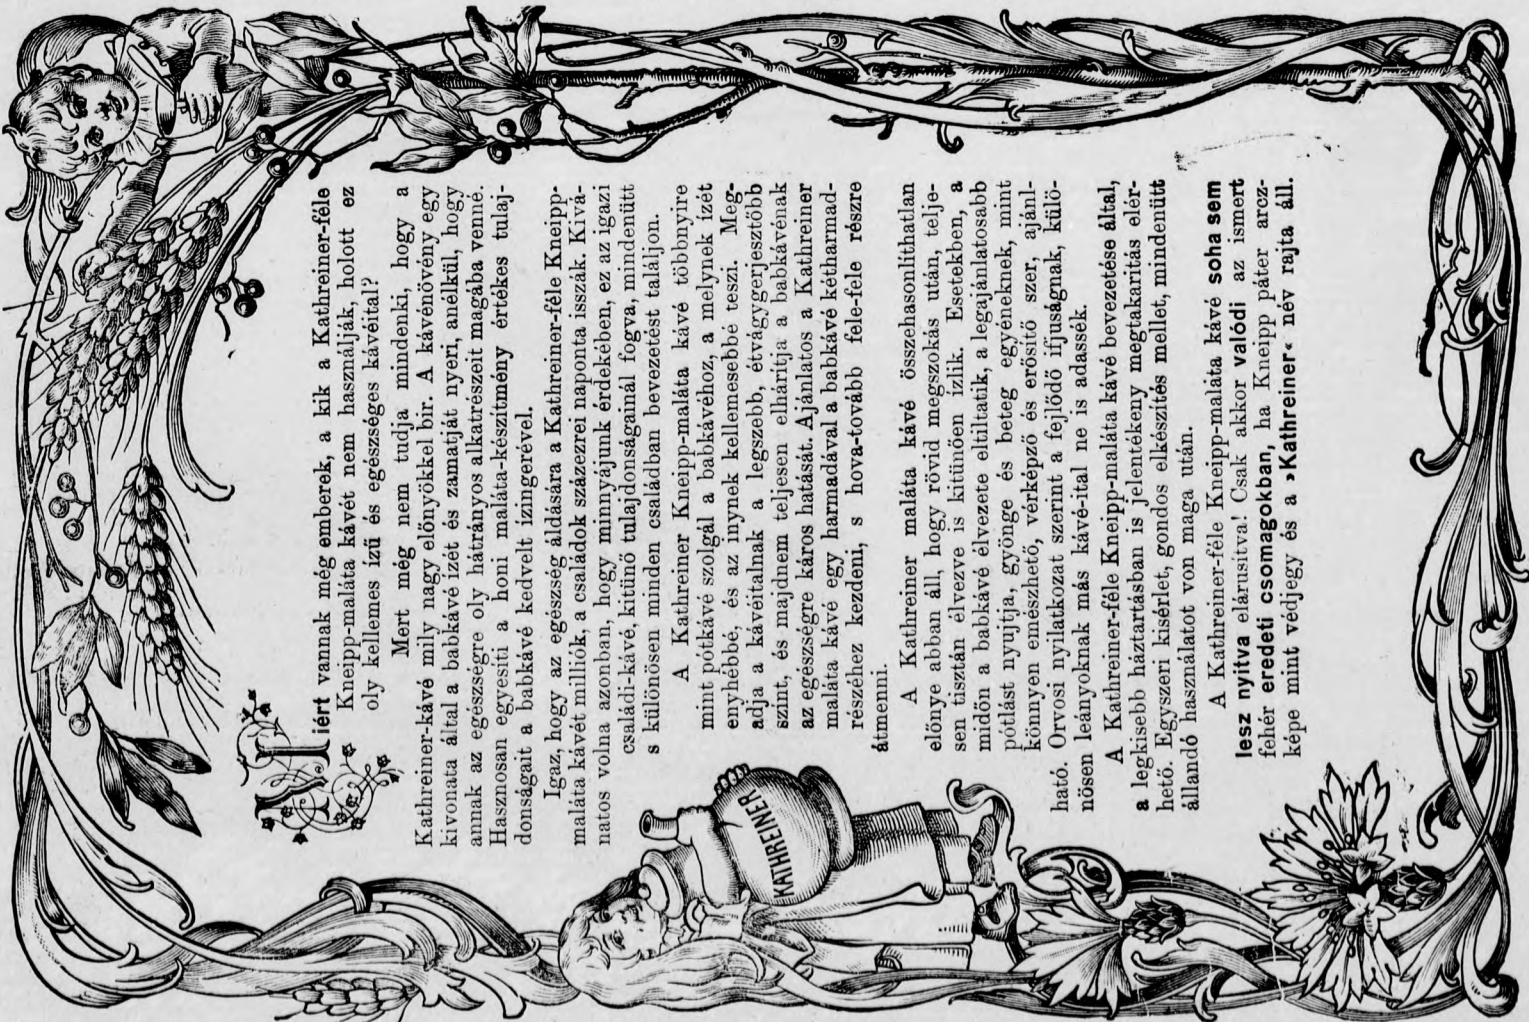 Miért vannak még emberek, a kik a Kathreiner-féle
Kneipp-maláta kávét nem használják, holott ez
oly kellemes izű és egészséges kávéital?
Mert még nem tudja mindenki, hogy a
Kathreiner-kávé mily nagy előnyökkel bir. A kávénövény egy
kivonata által a babkávé izét és zamatját nyeri, anélkül, hogy
annak az egészségre oly hátrányos alkatrészeit magába venné.
Hasznosan egyesiti a honi maláta-készitmény értékes tulaj-
donságait a babkávé kedvelt izingerével.
Igaz, hogy az egészség áldására a Kathreiner-féle Kneipp-
maláta kávét milliók, a családok százezrei naponta isszák. Kivá-
natos volna azonban, hogy minnyájunk érdekében, ez az igazi
családi-kávé, kitünő tulajdonságainál fogva, mindenütt
s különösen minden családban bevezetést találjon.
A Kathreiner Kneipp-maláta kávé többnyire
mint pótkávé szolgál a babkávéhoz, a melynek izét
enyhébbé, és az inynek kellemesebbé teszi. Meg-
adja a kávéitalnak a legszebb, étvágygerjesztőbb
szint, és majdnem teljesen elháritja a babkávénak
az egészségre káros hatását. Ajánlatos a Kathreiner
maláta kávé egy harmadával a babkávé kétharmad-
részéhez kezdeni, s hova-tovább fele-fele részre
átmenni.
A Kathreiner maláta kávé összehasonlithatlan
előnye abban áll, hogy rövid megszokás után, telje-
sen tisztán élvezve is kitünően izlik. Esetekben, a
midőn a babkávé élvezete eltiltatik, a legajánlatosabb
pótlást nyujtja, gyönge és beteg egyéneknek, mint
könnyen emészhető, vérképző és erősitő szer, ajánl-
ható. Orvosi nyilatkozat szerint a fejlődő ifjuságnak, külö-
nösen leányoknak más kávé-ital ne is adassék.
A Kathreiner-féle Kneipp-maláta kávé bevezetése által,
a legkisebb háztartásban is jelentékeny megtakaritás elér-
hető. Egyszeri kisérlet, gondos elkészités mellet, mindenütt
állandó használatot von maga után.
A Kathreiner-féle Kneipp-maláta kávé soha sem
lesz nyitva elárusitva! Csak akkor valódi az ismert
fehér eredeti csomagokban, ha Kneipp páter arcz-
képe mint védjegy és a »Kathreiner« név rajta áll.
KATHREINER